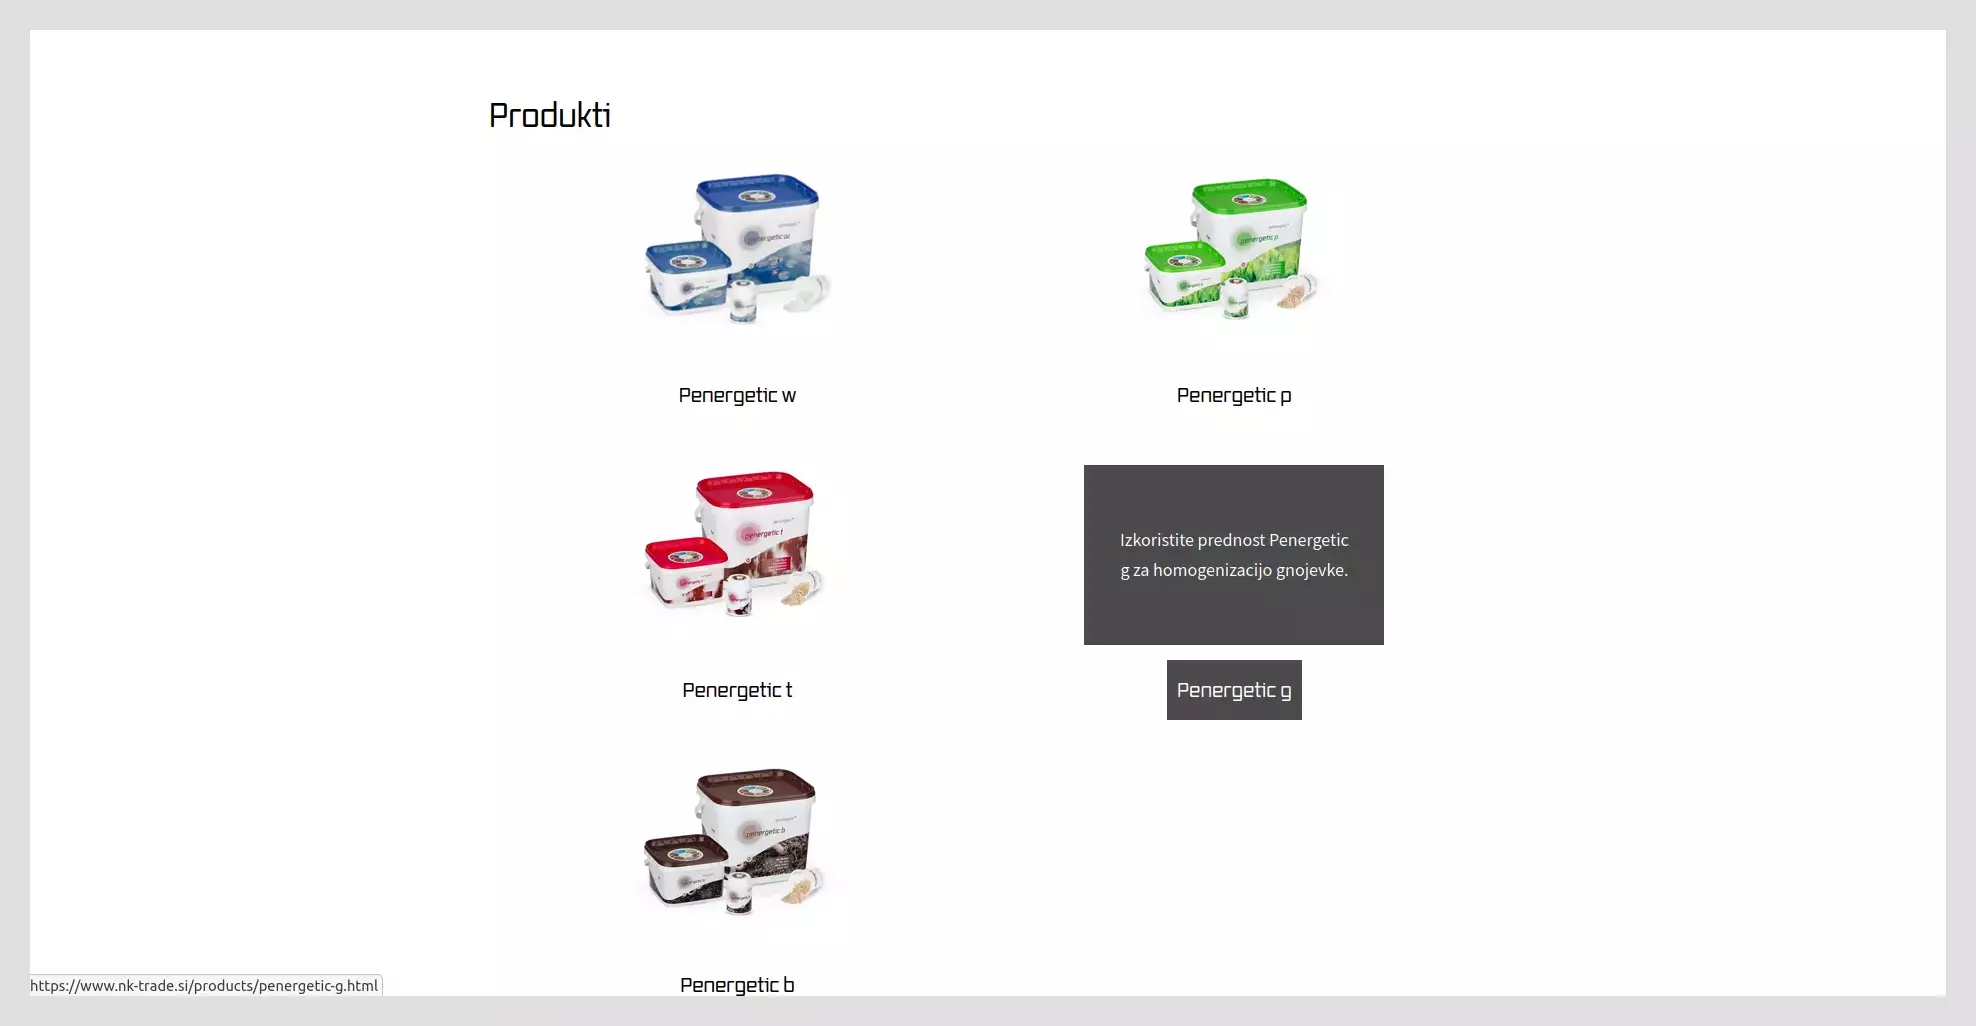 Produkti
penergetic w
penergetic p
Penergetic w
Penergetic p
penergetic t
Izkoristite prednost Penergetic
g za homogenizacijo gnojevke.
Penergetic t
Penergetic g
penergetic b
https://www.nk-trade.si/products/penergetic-g.html
Penergetic b